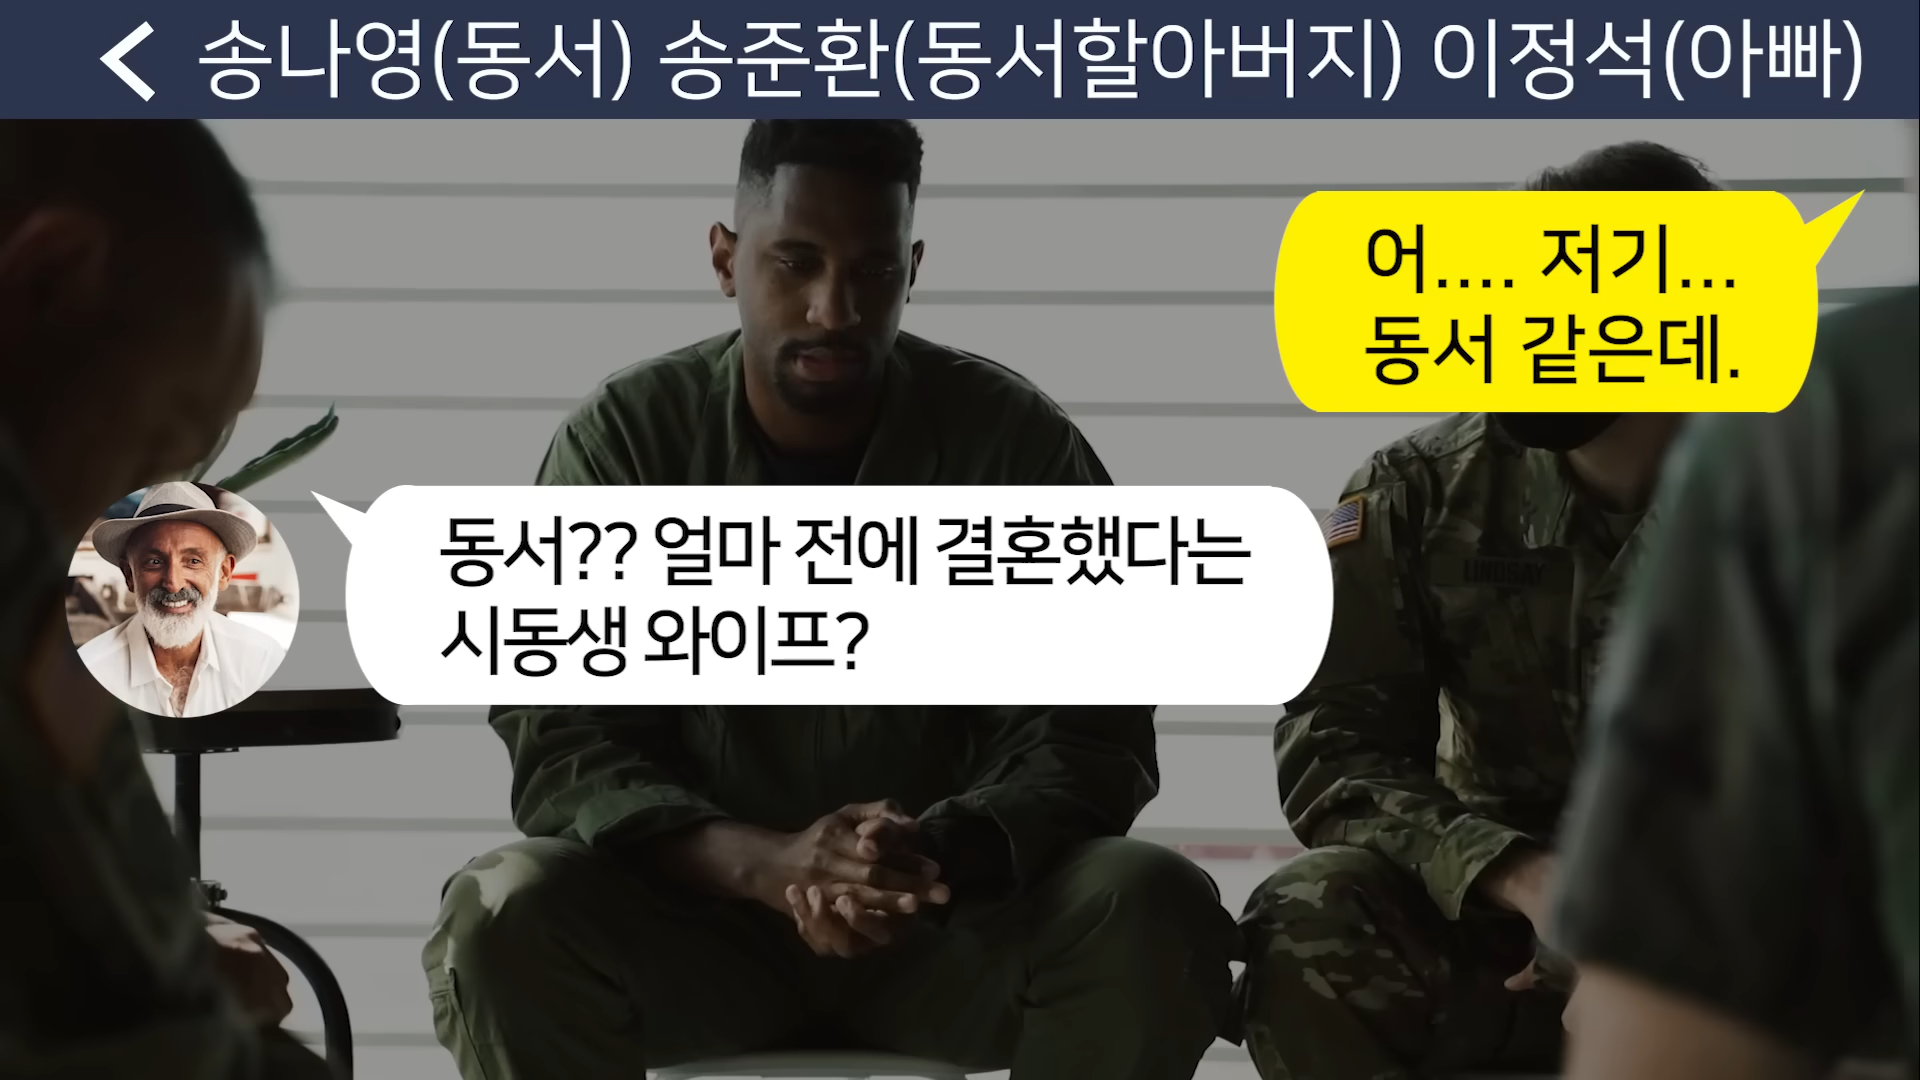 송나영(동서) 송준환(동서할아버지) 이정석(아빠)
어.... 저기...
동서 같은데.
동서?? 얼마 전에 결혼했다는
시동생 와이프?
LINDSAY